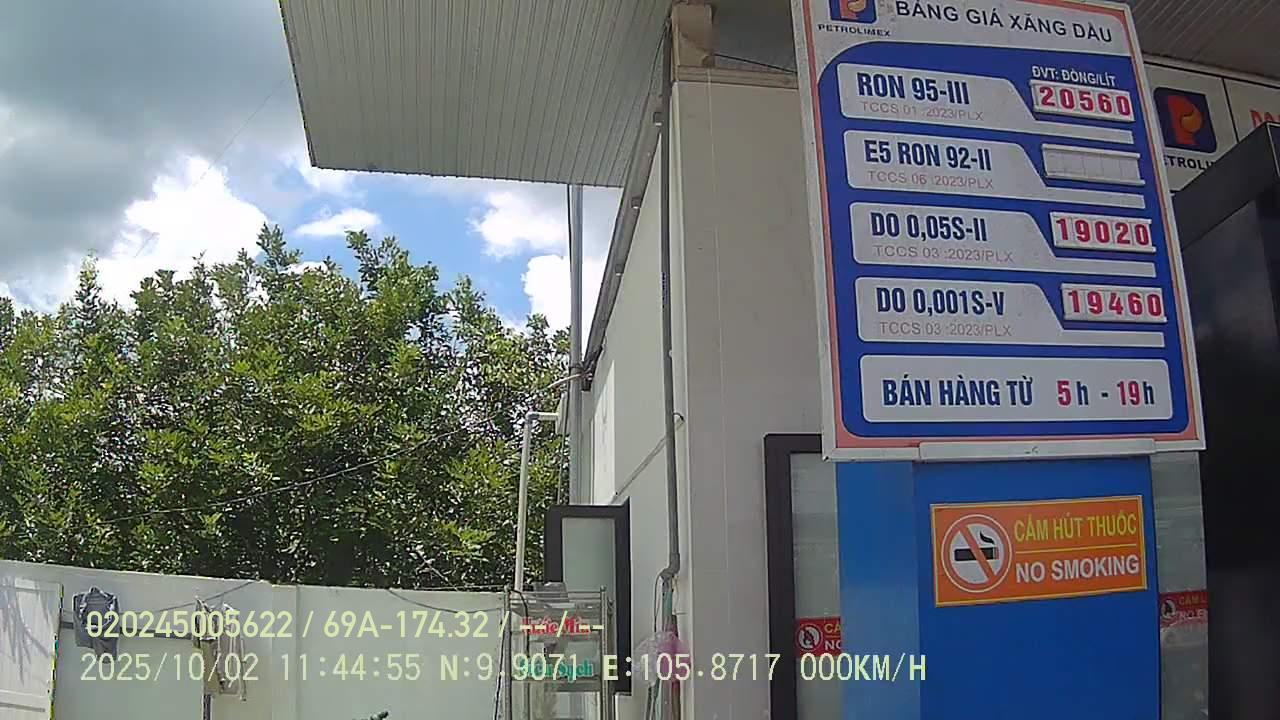 PETROLIMEX
BẢNG GIÁ XĂNG DẦU
ĐVT: ĐỒNG/LÍT
RON 95-III
20560
TCCS 01 :2023/PLX
E5 RON 92-II
TCCS 06 :2023/PLX
DO 0,05S-II
19020
TCCS 03 :2023/PLX
DO 0,001S-V
19460
TCCS 03 :2023/PLX
BÁN HÀNG TỪ 5h - 19h
CẤM HÚT THUỐC
NO SMOKING
020245005622 / 69A-174.32 / --/--
2025/10/02 11:44:55 N:9.9071 E:105.8717 000KM/H